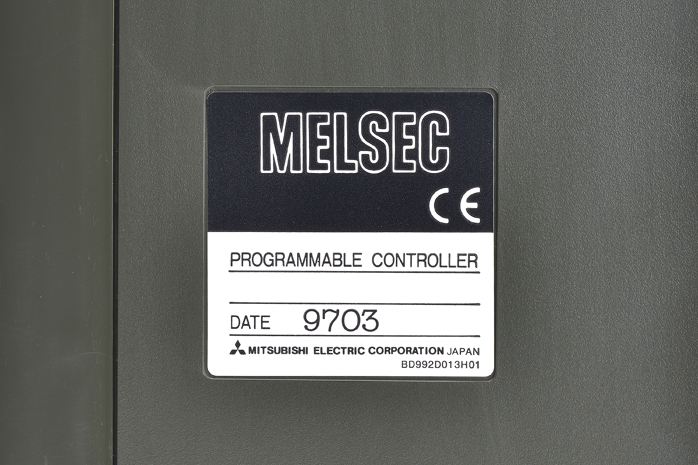 MELSEC
CE
PROGRAMMABLE CONTROLLER
DATE 9703
MITSUBISHI ELECTRIC CORPORATION JAPAN
BD992D013H01